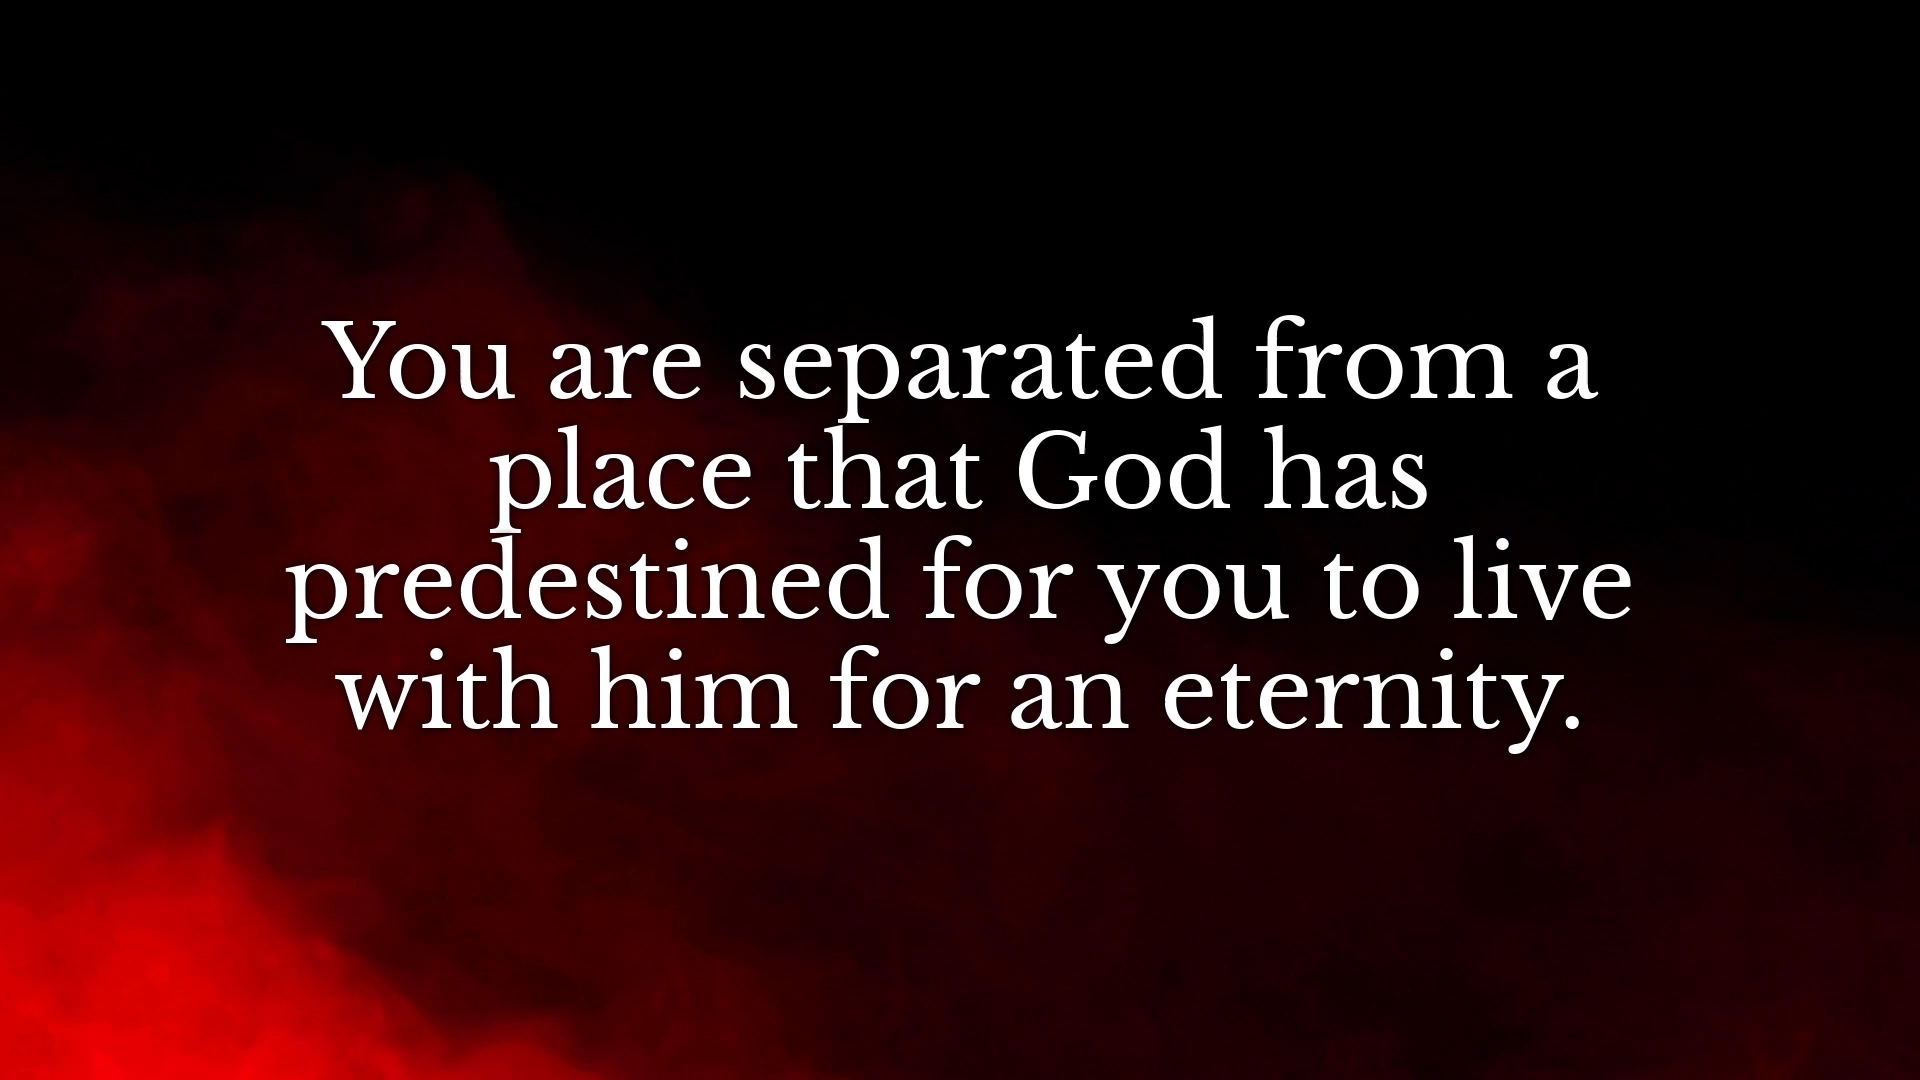 You are separated from a
place that God has
predestined for you to live
with him for an eternity.